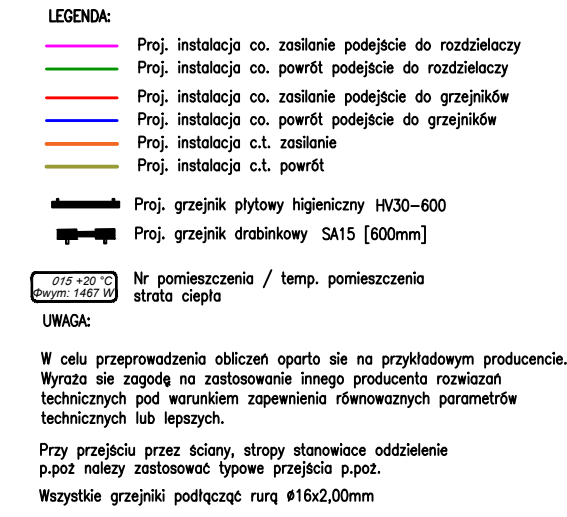 LEGENDA:
Proj. instalacja co. zasilanie podejście do rozdzielaczy
Proj. instalacja co. powrót podejście do rozdzielaczy
Proj. instalacja co. zasilanie podejście do grzejników
Proj. instalacja co. powrót podejście do grzejników
Proj. instalacja c.t. zasilanie
Proj. instalacja c.t. powrót
Proj. grzejnik płytowy higieniczny HV30-600
Proj. grzejnik drabinkowy SA15 [600mm]
015 +20 °C
Φwym: 1467 W
Nr pomieszczenia / temp. pomieszczenia
strata ciepła
UWAGA:
W celu przeprowadzenia obliczeń oparto sie na przykładowym producencie.
Wyraża sie zagodę na zastosowanie innego producenta rozwiazań
technicznych pod warunkiem zapewnienia równowaznych parametrów
technicznych lub lepszych.
Przy przejściu przez ściany, stropy stanowiace oddzielenie
p.poż nalezy zastosować typowe przejścia p.poż.
Wszystkie grzejniki podłączać rurą ø16x2,00mm